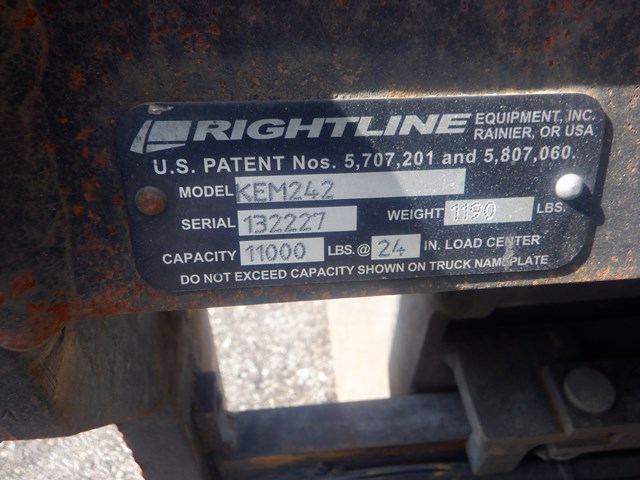 RIGHTLINE EQUIPMENT, INC.
RAINIER, OR USA
U.S. PATENT Nos. 5,707,201 and 5,807,060.
MODEL KEM242
SERIAL 132227 WEIGHT 1190 LBS.
CAPACITY 11000 LBS. @ 24 IN. LOAD CENTER
DO NOT EXCEED CAPACITY SHOWN ON TRUCK NAMEPLATE